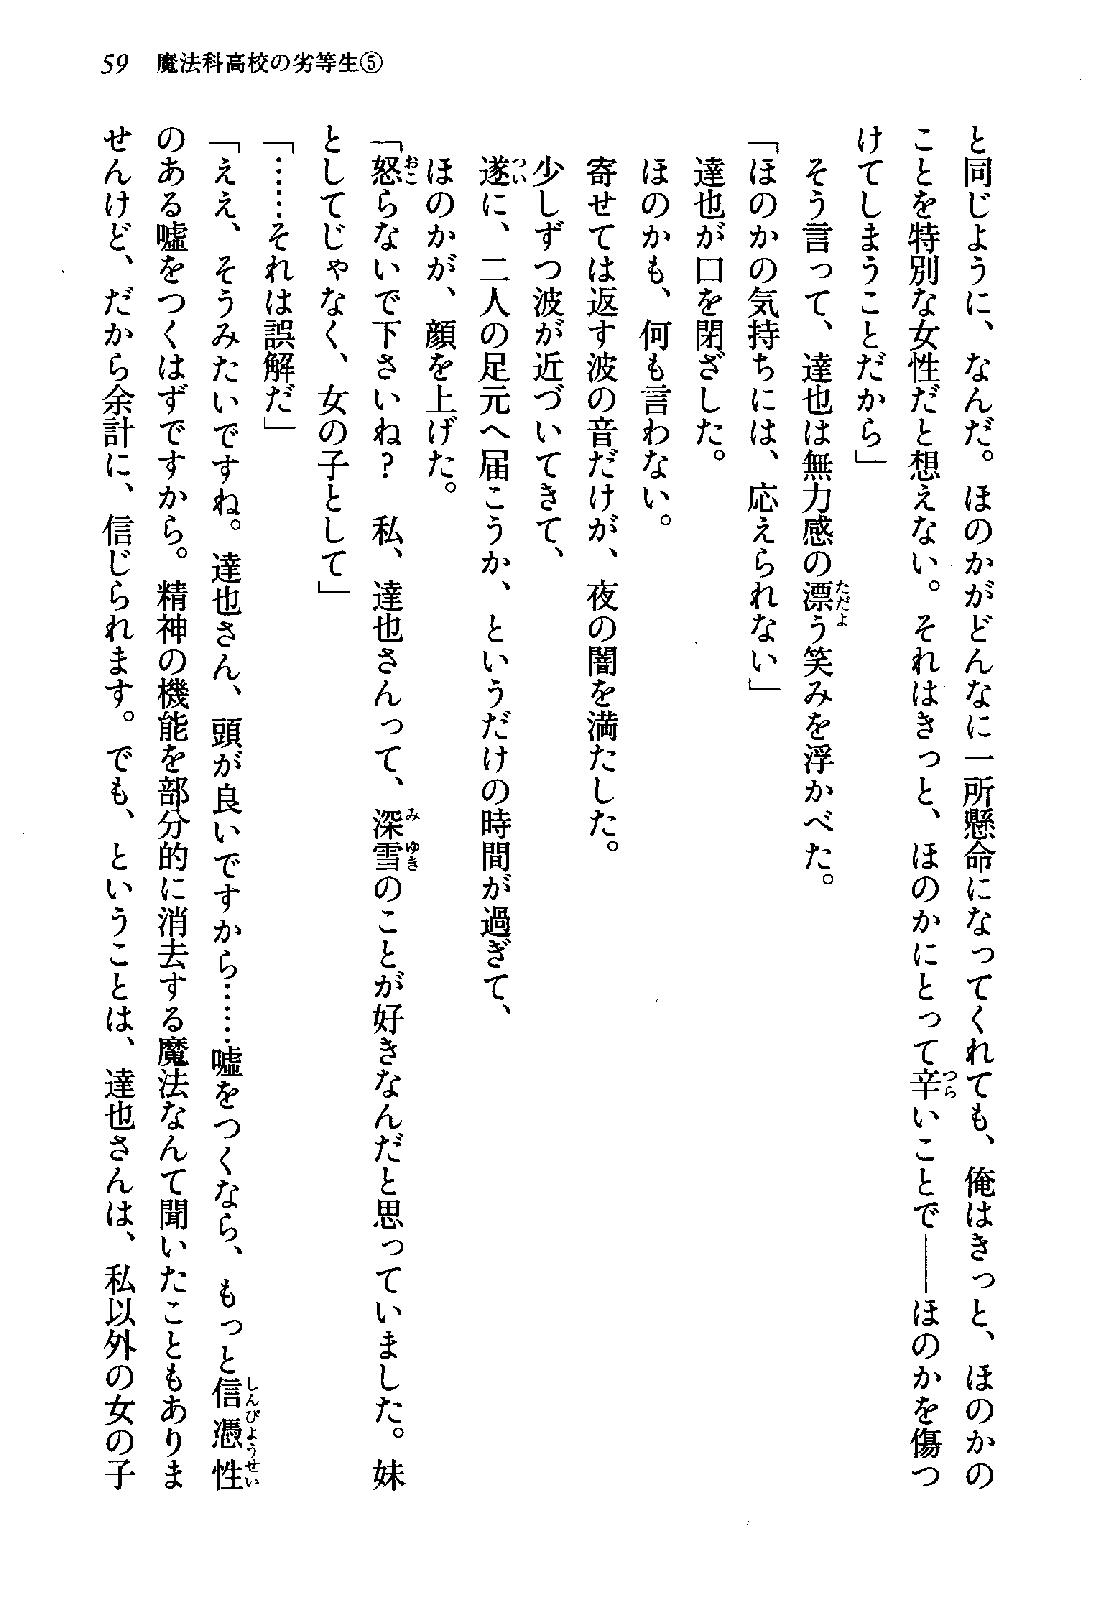 59 魔法科高校の劣等生⑤
と同じように、なんだ。ほのかがどんなに一所懸命になってくれても、俺はきっと、ほのかの
ことを特別な女性だと想えない。それはきっと、ほのかにとって辛いことで――ほのかを傷つ
けてしまうことだから」
そう言って、達也は無力感の漂う笑みを浮かべた。
「ほのかの気持ちには、応えられない」
達也が口を閉ざした。
ほのかも、何も言わない。
寄せては返す波の音だけが、夜の闇を満たした。
少しずつ波が近づいてきて、
遂に、二人の足元へ届こうか、というだけの時間が過ぎて、
ほのかが、顔を上げた。
「怒らないで下さいね？　私、達也さんって、深雪のことが好きなんだと思っていました。妹
としてじゃなく、女の子として」
「……それは誤解だ」
「ええ、そうみたいですね。達也さん、頭が良いですから……嘘をつくなら、もっと信憑性
のある嘘をつくはずですから。精神の機能を部分的に消去する魔法なんて聞いたこともありま
せんけど、だから余計に、信じられます。でも、ということは、達也さんは、私以外の女の子